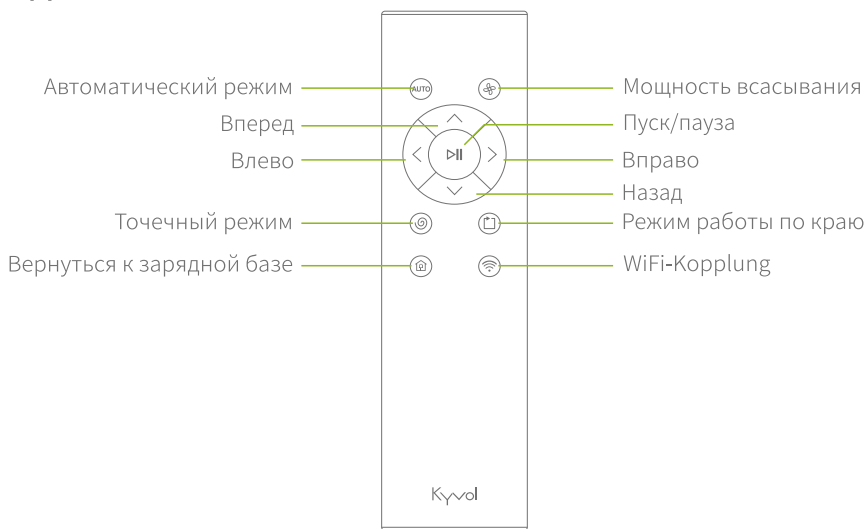 Автоматический режим
AUTO
Мощность всасывания
Вперед
Пуск/пауза
Влево
Вправо
Назад
Точечный режим
Режим работы по краю
Вернуться к зарядной базе
WiFi-Kopplung
Kyvol